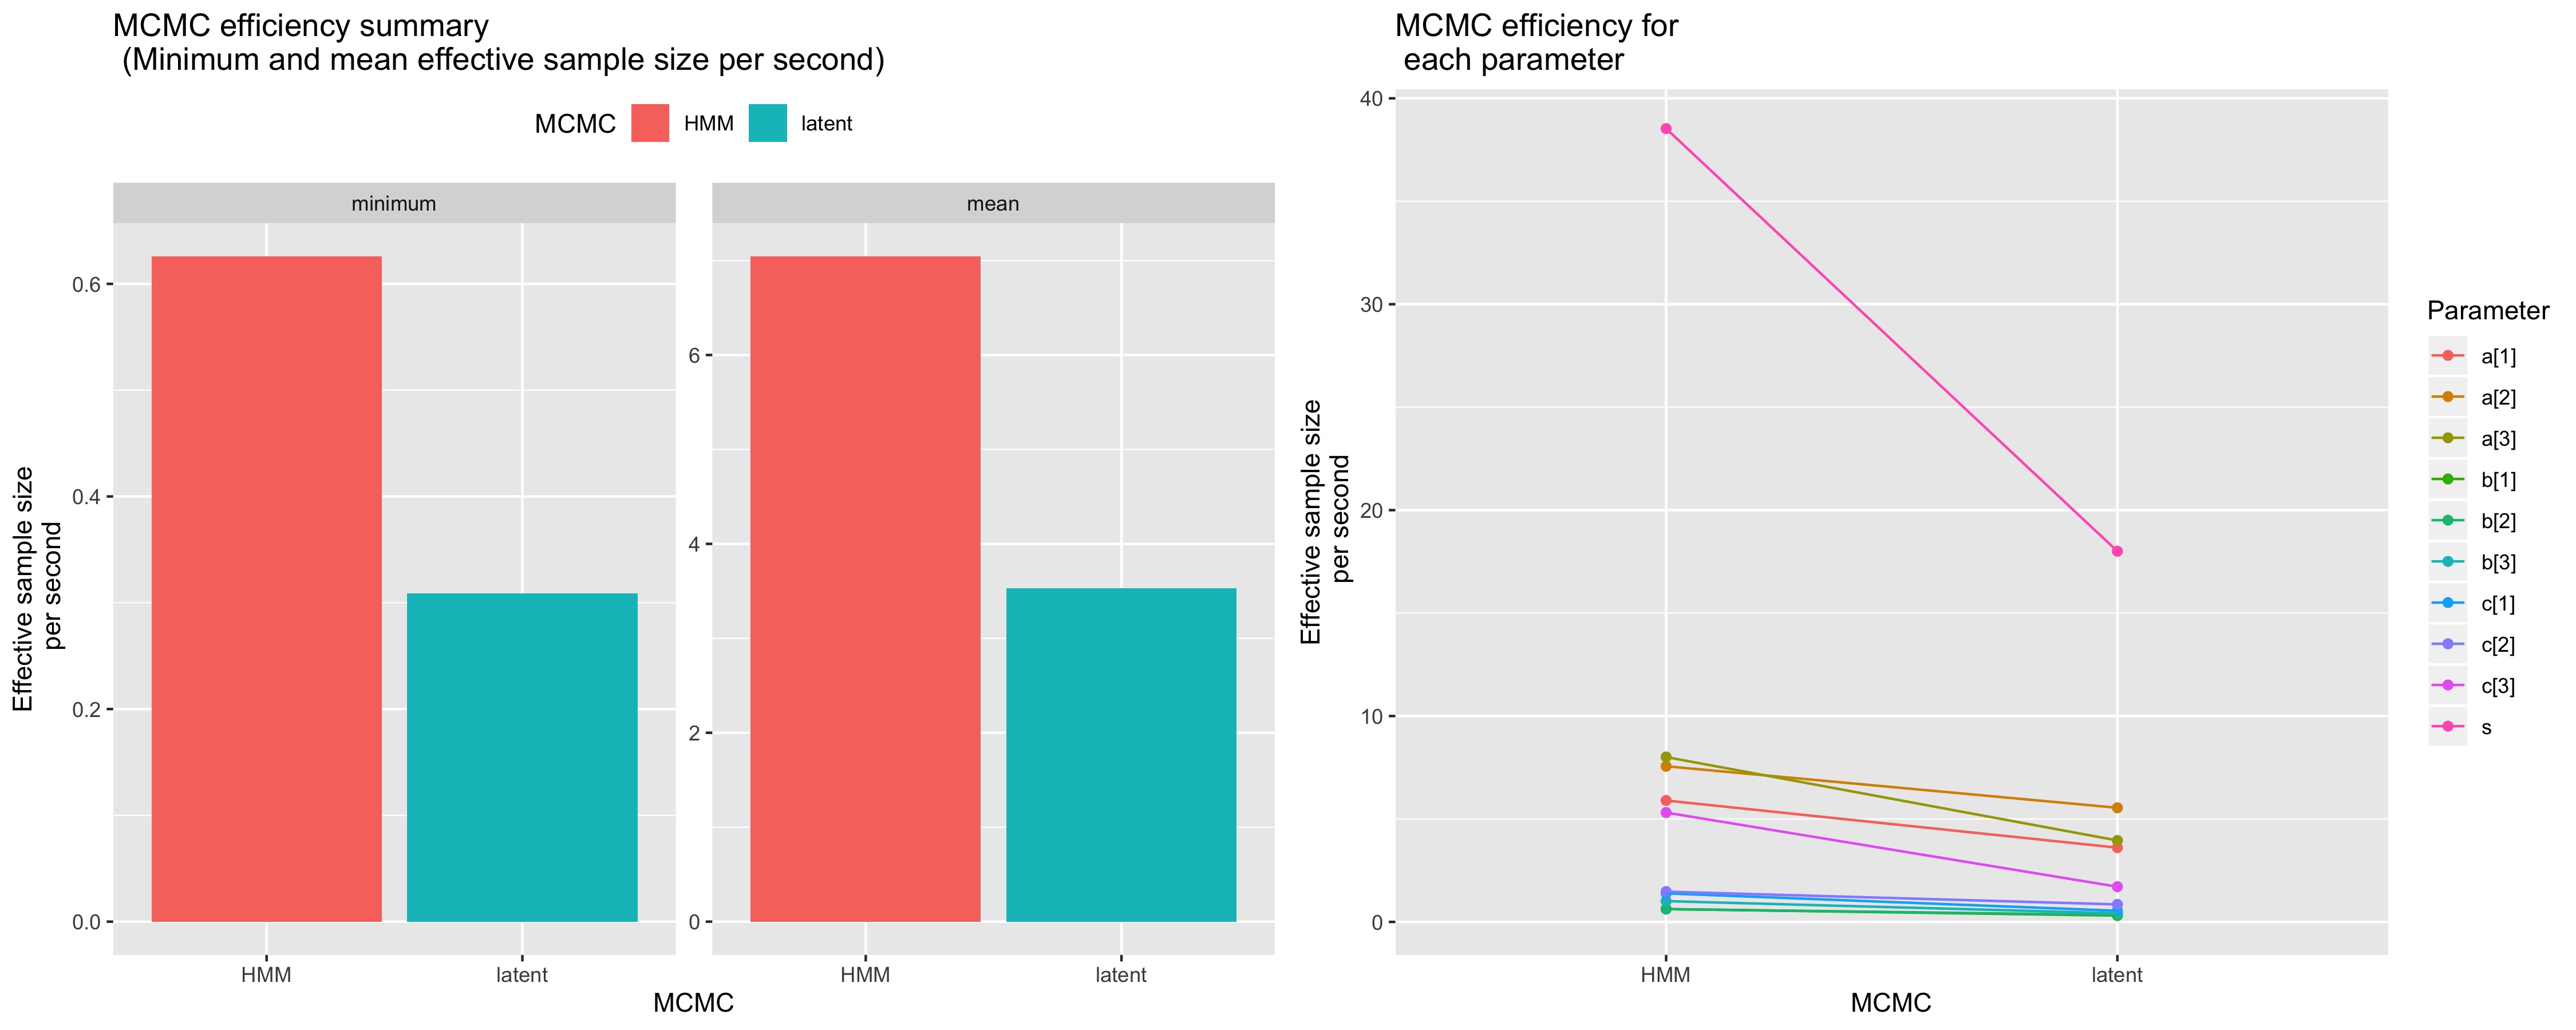 MCMC efficiency summary
(Minimum and mean effective sample size per second)
MCMC HMM latent
minimum
mean
Effective sample size
per second
0.6
0.4
0.2
0.0
6
4
2
0
HMM
latent
HMM
latent
MCMC
MCMC efficiency for
each parameter
Effective sample size
per second
40
30
20
10
0
HMM
latent
MCMC
Parameter
a[1]
a[2]
a[3]
b[1]
b[2]
b[3]
c[1]
c[2]
c[3]
s